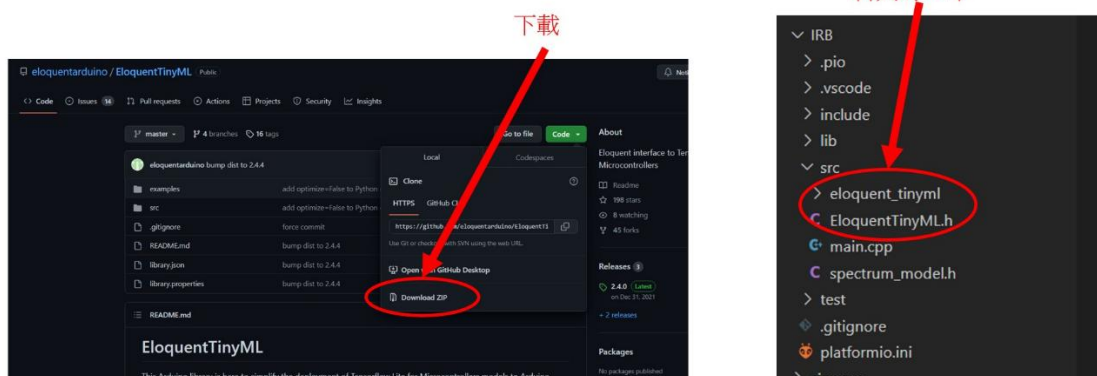 下載
eloquentarduino / EloquentTinyML Public
Code Issues 14 Pull requests Actions Projects Security Insights
master 4 branches 16 tags
Go to file Code
eloquentarduino bump dist to 2.4.4
examples add optimize=False to Python
src add optimize=False to Python
.gitignore force commit
README.md bump dist to 2.4.4
library.json bump dist to 2.4.4
library.properties bump dist to 2.4.4
README.md
EloquentTinyML
Local Codespaces
Clone
HTTPS GitHub
https://github.com/eloquentarduino/EloquentTi
Use Git or checkout with SVN using the web URL.
Open with GitHub Desktop
Download ZIP
About
Eloquent interface to
Microcontrollers
Readme
198 stars
8 watching
45 forks
Releases 3
2.4.0 Latest
on Dec 31, 2021
+ 2 releases
Packages
No packages published
IRB
.pio
.vscode
include
lib
src
eloquent_tinyml
EloquentTinyML.h
main.cpp
spectrum_model.h
test
.gitignore
platformio.ini